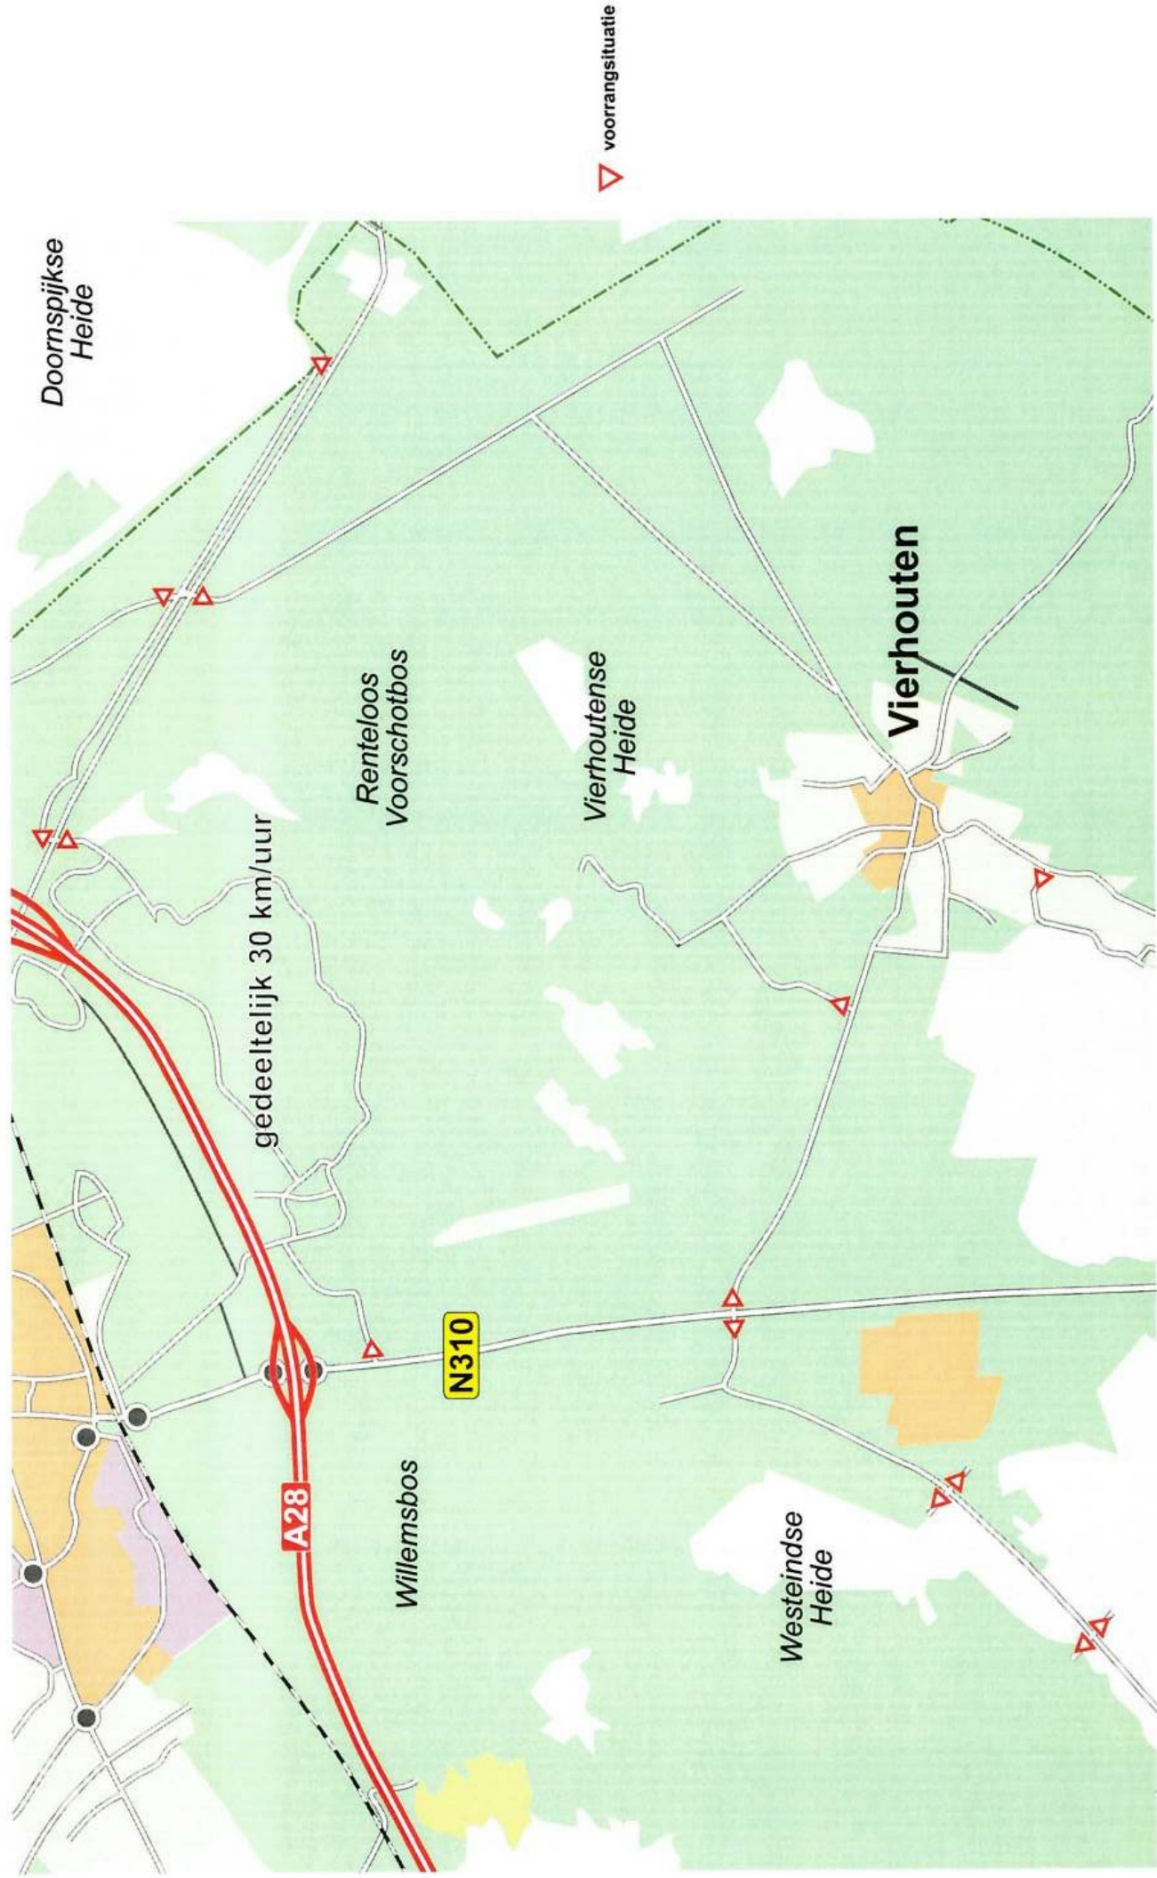 Doornspijkse
Heide
voorrangsituatie
Renteloos
Voorschotbos
gedeeltelijk 30 km/uur
Vierhoutense
Heide
Vierhouten
N310
A28
Willemsbos
Westeindse
Heide